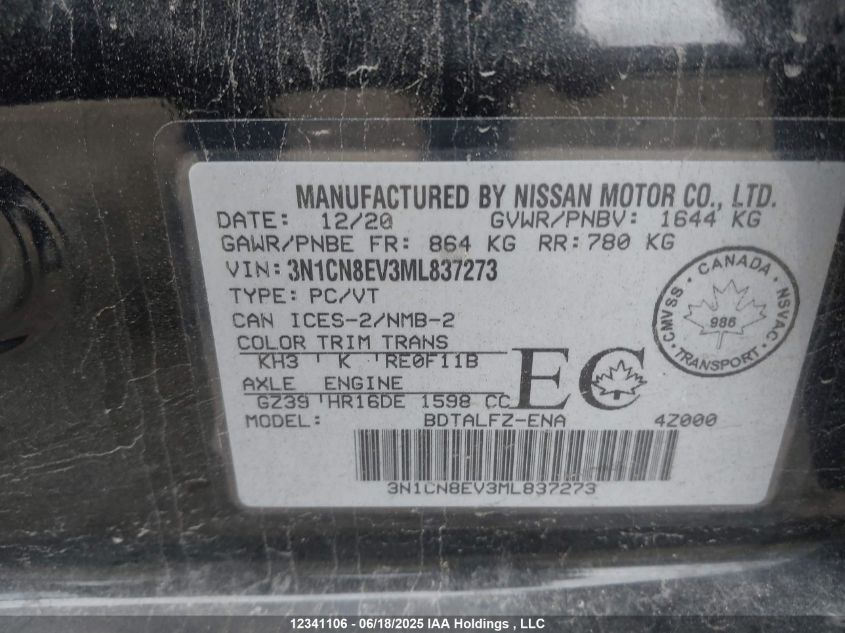 MANUFACTURED BY NISSAN MOTOR CO., LTD.
DATE: 12/20 GVWR/PNBV: 1644 KG
GAWR/PNBE FR: 864 KG RR: 780 KG
VIN: 3N1CN8EV3ML837273
TYPE: PC/VT
CAN ICES-2/NMB-2
COLOR TRIM TRANS
KH3 K RE0F11B
AXLE ENGINE
GZ39 HR16DE 1598 CC
MODEL: BDTALFZ-ENA 4Z000
3N1CN8EV3ML837273
EC
CANADA
CMVSS 986 NSVAC
TRANSPORT
12341106 - 06/18/2025 IAA Holdings , LLC